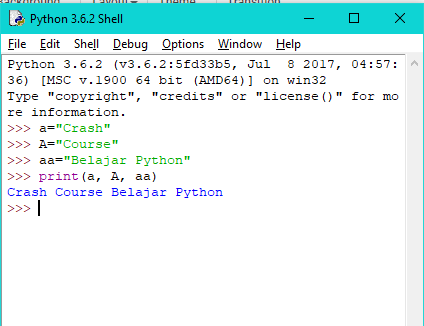 Python 3.6.2 Shell
File Edit Shell Debug Options Window Help
Python 3.6.2 (v3.6.2:5fd33b5, Jul  8 2017, 04:57:
36) [MSC v.1900 64 bit (AMD64)] on win32
Type "copyright", "credits" or "license()" for mo
re information.
>>> a="Crash"
>>> A="Course"
>>> aa="Belajar Python"
>>> print(a, A, aa)
Crash Course Belajar Python
>>>